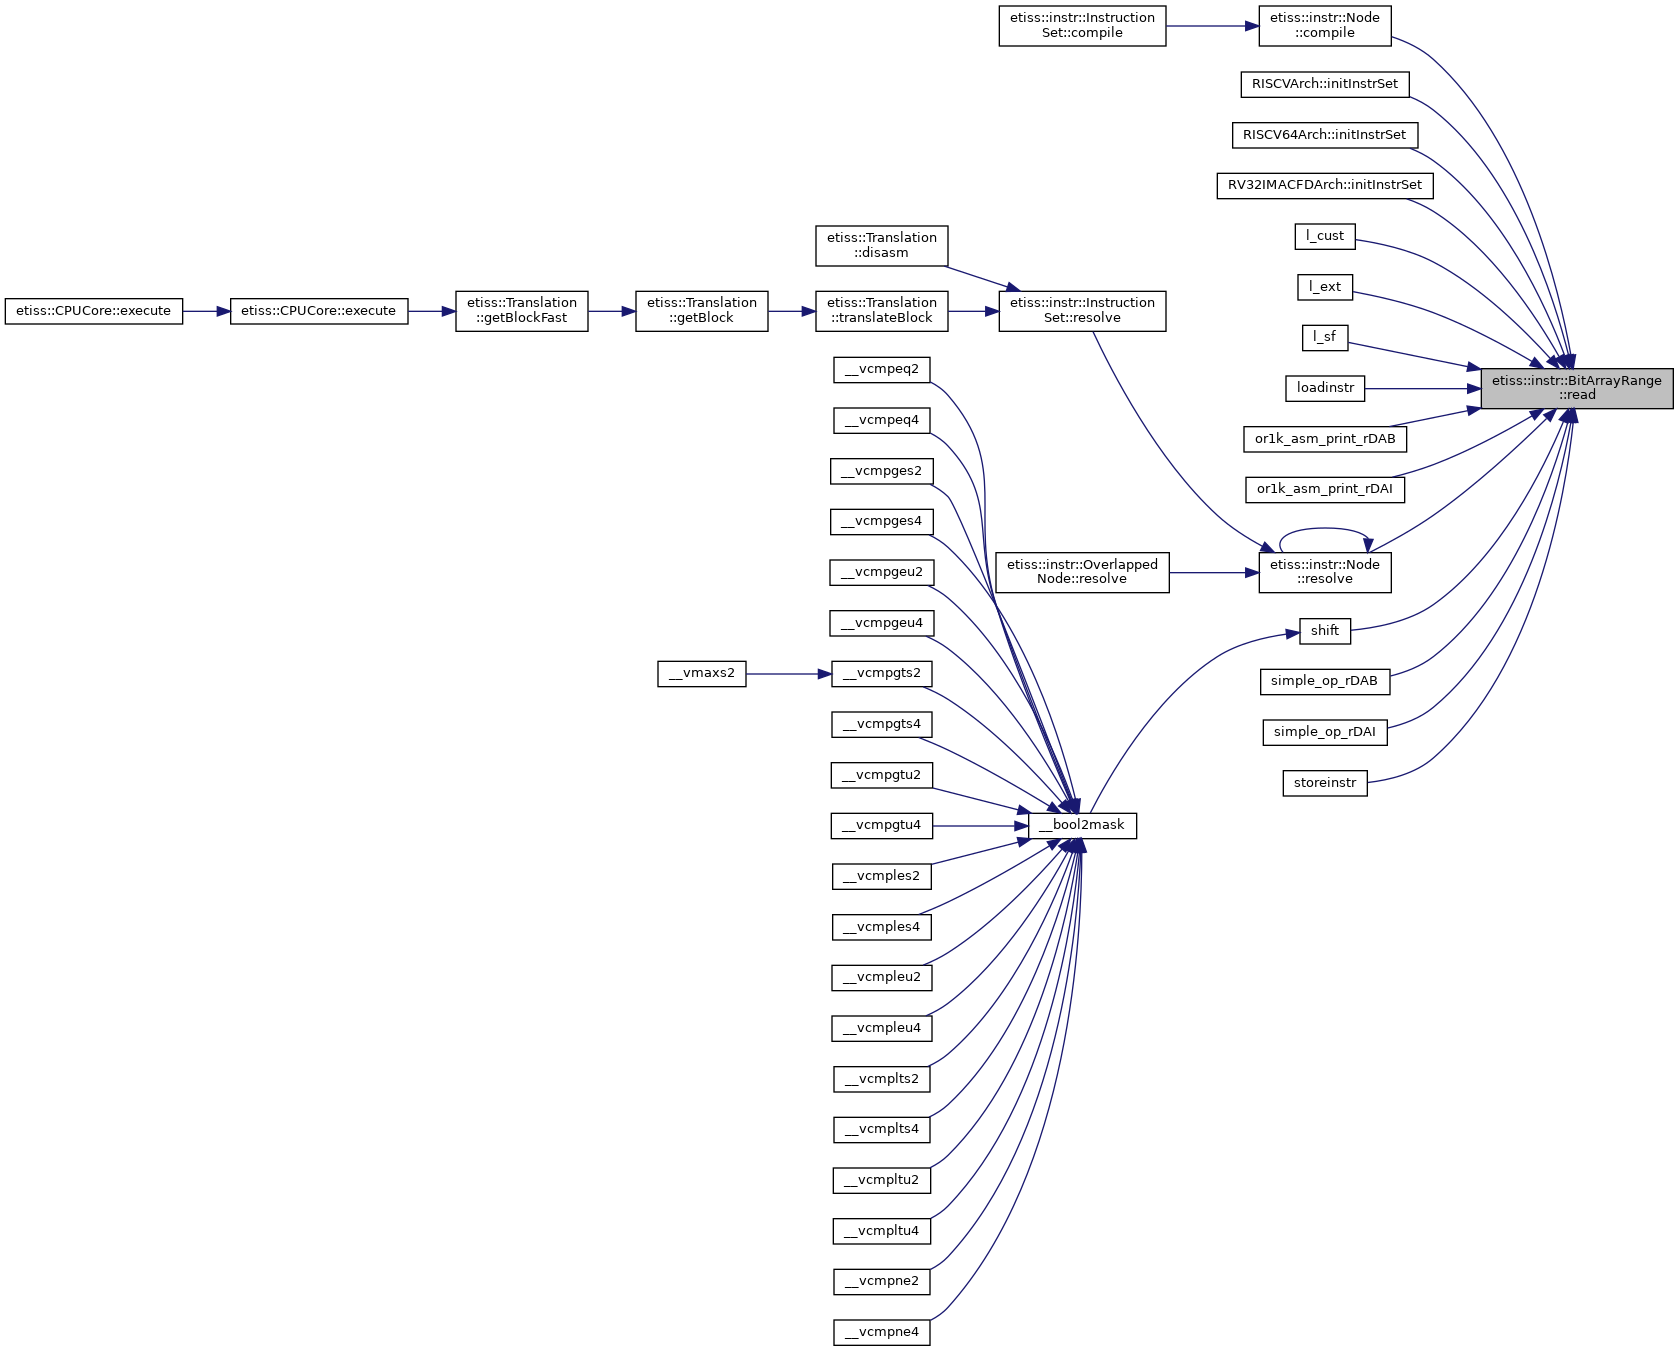 etiss::instr::Instruction
Set::compile
etiss::instr::Node
::compile
RISCVArch::initInstrSet
RISCV64Arch::initInstrSet
RV32IMACFDArch::initInstrSet
l_cust
l_ext
l_sf
loadinstr
or1k_asm_print_rDAB
or1k_asm_print_rDAI
etiss::instr::BitArrayRange
::read
etiss::Translation
::disasm
etiss::CPUCore::execute
etiss::CPUCore::execute
etiss::Translation
::getBlockFast
etiss::Translation
::getBlock
etiss::Translation
::translateBlock
etiss::instr::Instruction
Set::resolve
etiss::instr::Overlapped
Node::resolve
etiss::instr::Node
::resolve
shift
simple_op_rDAB
simple_op_rDAI
storeinstr
__vcmpeq2
__vcmpeq4
__vcmpges2
__vcmpges4
__vcmpgeu2
__vcmpgeu4
__vmaxs2
__vcmpgts2
__vcmpgts4
__vcmpgtu2
__vcmpgtu4
__bool2mask
__vcmples2
__vcmples4
__vcmpleu2
__vcmpleu4
__vcmplts2
__vcmplts4
__vcmpltu2
__vcmpltu4
__vcmpne2
__vcmpne4